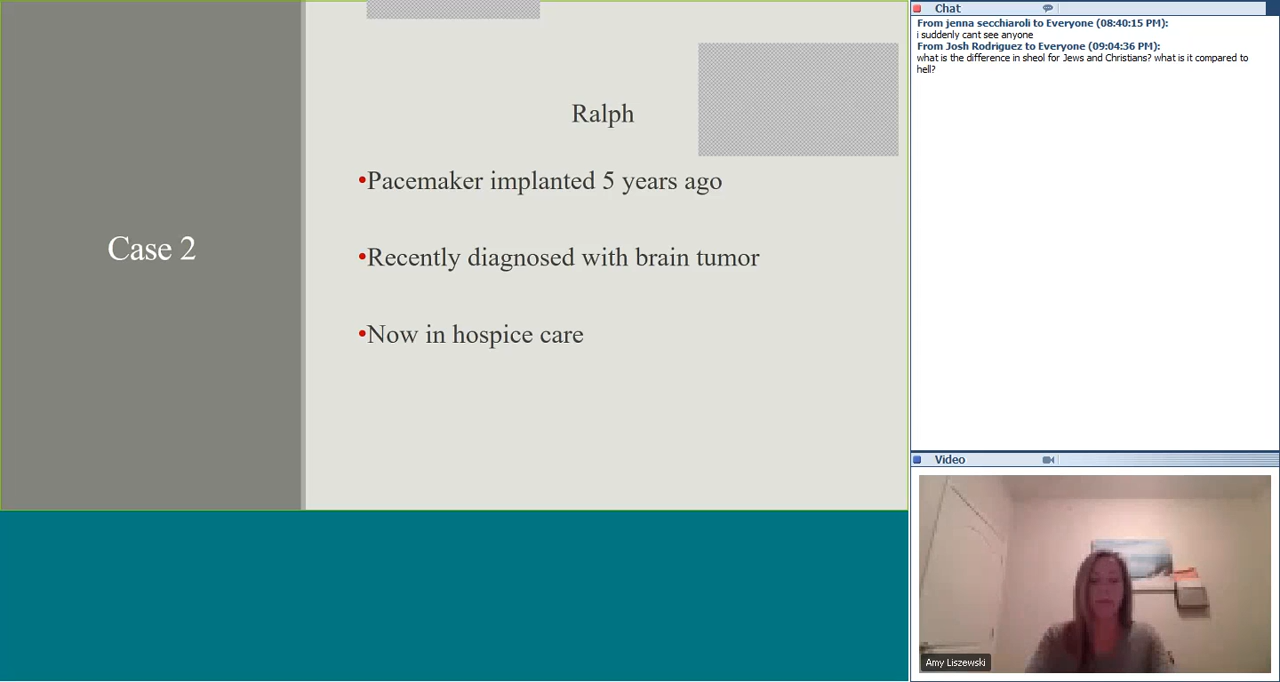 Case 2
Ralph
•Pacemaker implanted 5 years ago
•Recently diagnosed with brain tumor
•Now in hospice care
Chat
From jenna secchiaroli to Everyone (08:40:15 PM):
i suddenly cant see anyone
From Josh Rodriguez to Everyone (09:04:36 PM):
what is the difference in sheol for Jews and Christians? what is it compared to
hell?
Video
Amy Liszewski